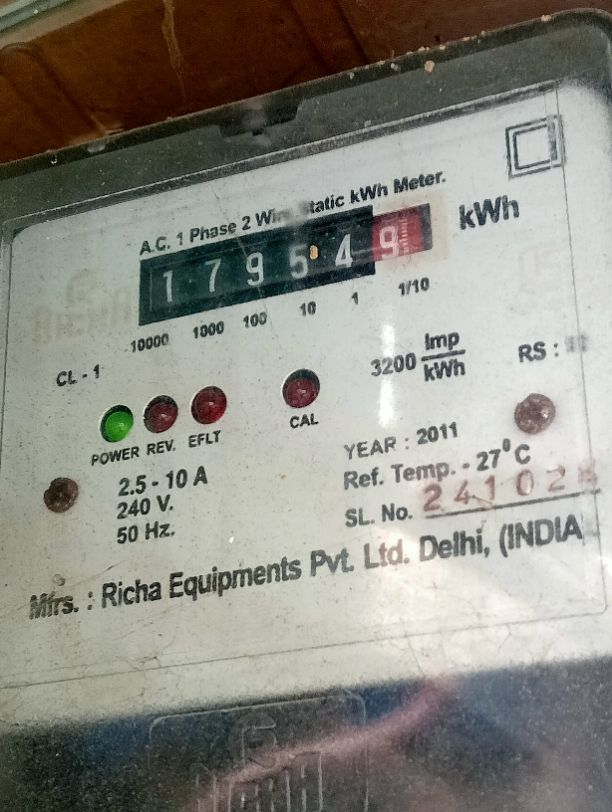 A.C. 1 Phase 2 Wire Static kWh Meter.
1 7 9 5 4 9 kWh
10000 1000 100 10 1 1/10
CL - 1
3200 Imp/kWh
RS :
POWER REV. EFLT CAL
2.5 - 10 A
240 V.
50 Hz.
YEAR : 2011
Ref. Temp. - 27°C
SL. No. 24102
Mfrs. : Richa Equipments Pvt. Ltd. Delhi, (INDIA